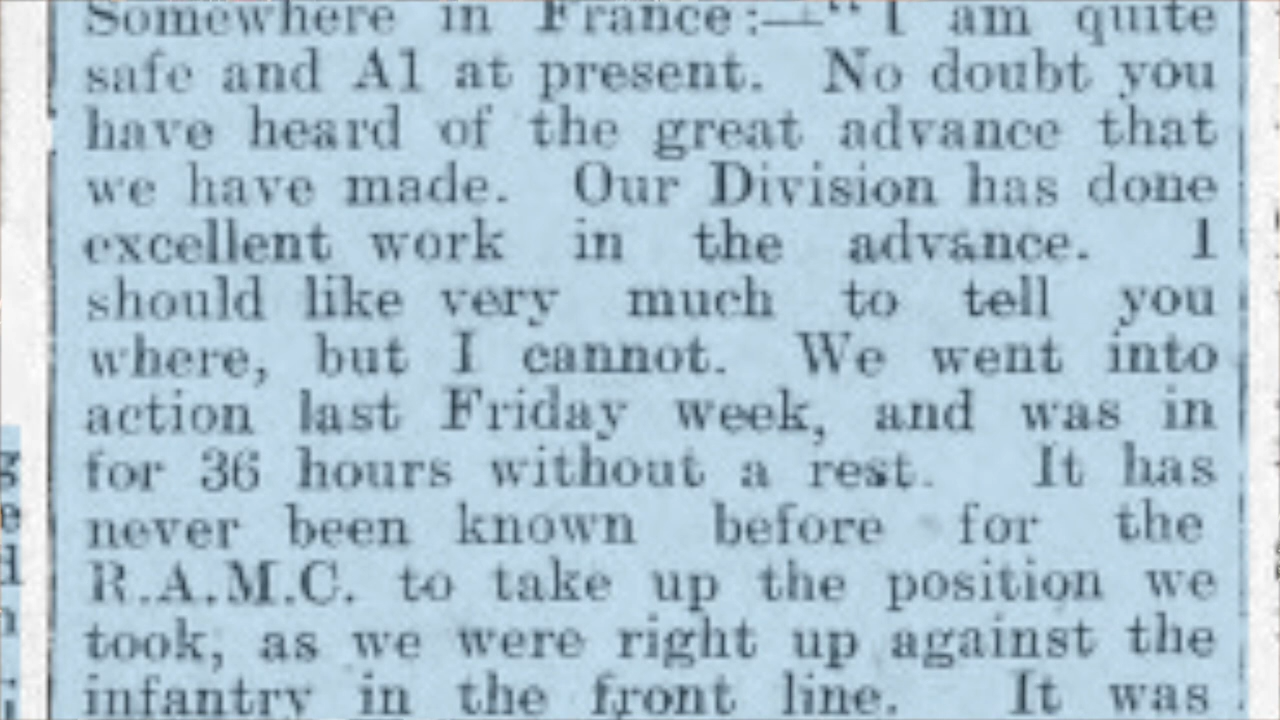 Somewhere in France:—"I am quite
safe and A1 at present. No doubt you
have heard of the great advance that
we have made. Our Division has done
excellent work in the advance. I
should like very much to tell you
where, but I cannot. We went into
action last Friday week, and was in
for 36 hours without a rest. It has
never been known before for the
R.A.M.C. to take up the position we
took, as we were right up against the
infantry in the front line. It was